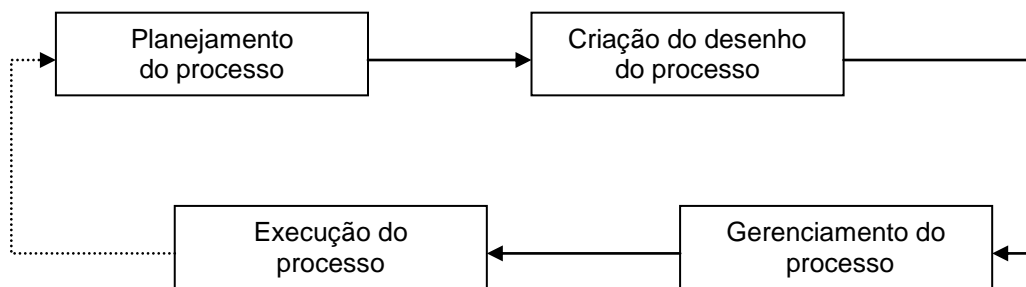 Planejamento
do processo
Criação do desenho
do processo
Execução do
processo
Gerenciamento do
processo